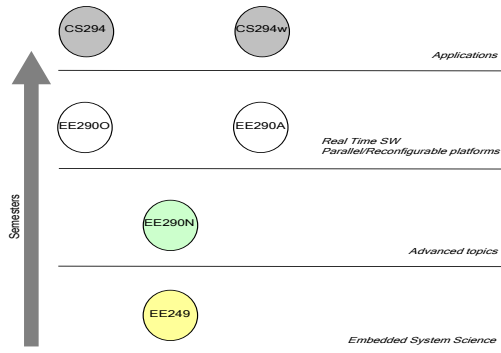 CS294
CS294w
Applications
EE290O
EE290A
Real Time SW
Parallel/Reconfigurable platforms
Semesters
EE290N
Advanced topics
EE249
Embedded System Science